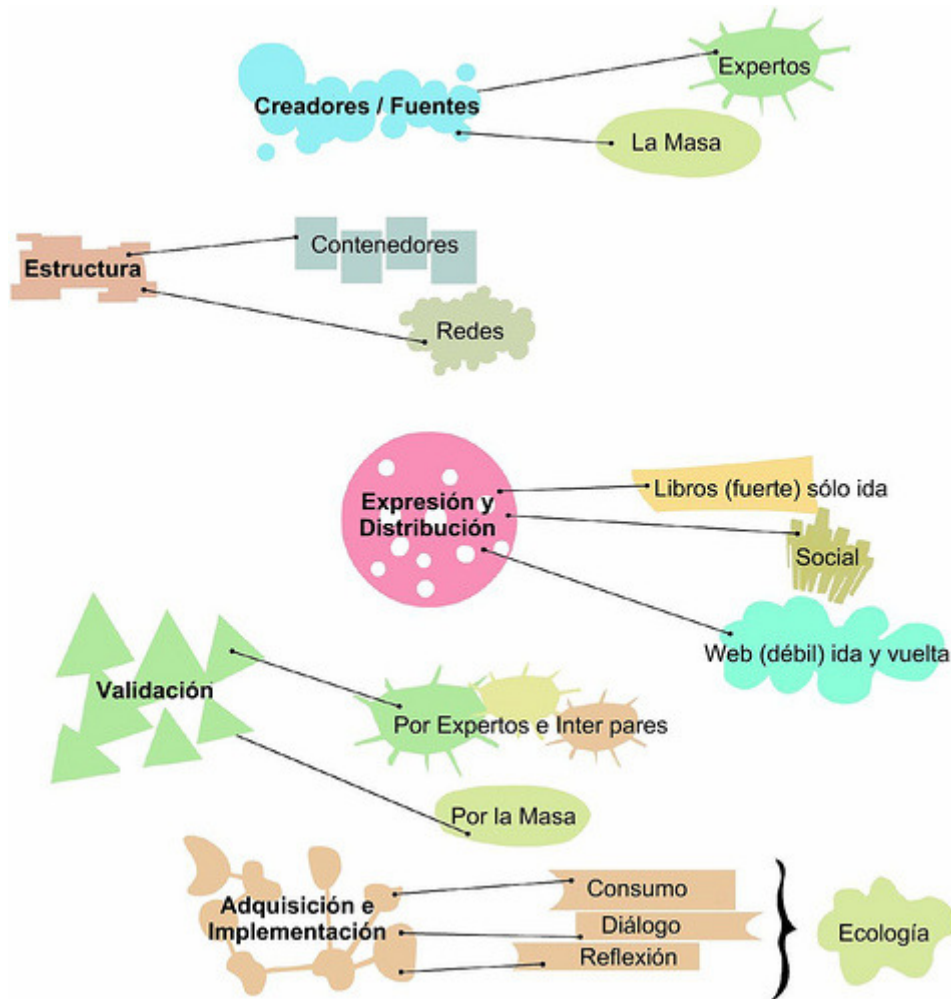 Expertos
Creadores / Fuentes
La Masa
Contenedores
Estructura
Redes
Expresión y
Distribución
Libros (fuerte) sólo ida
Social
Web (débil) ida y vuelta
Validación
Por Expertos e Inter pares
Por la Masa
Adquisición e
Implementación
Consumo
Diálogo
Reflexión
Ecología